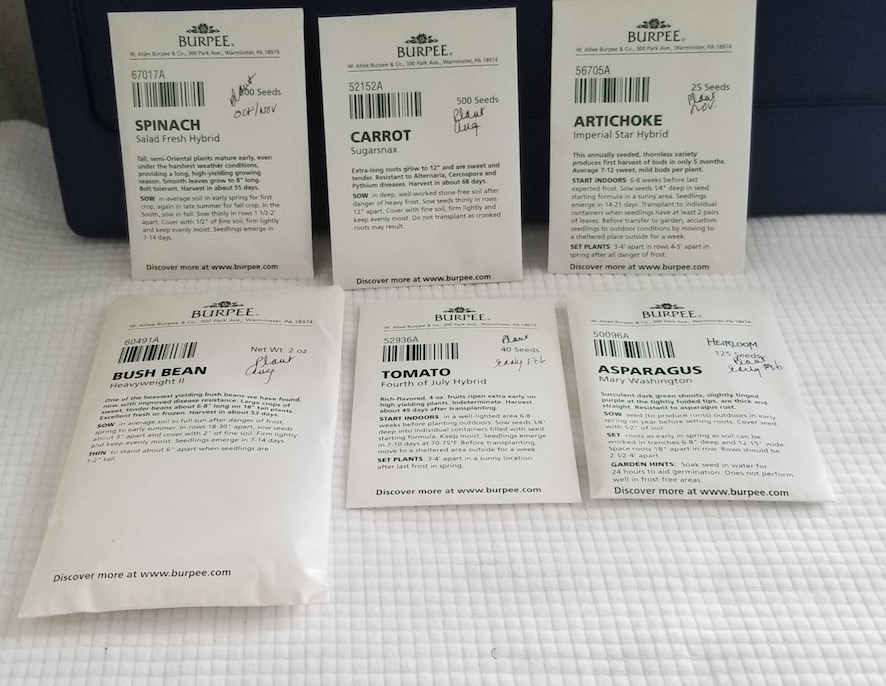 BURPEE®
W. Atlee Burpee & Co., 300 Park Ave., Warminster, PA 18974
67017A
Seeds
Plant
Oct/Nov
SPINACH
Salad Fresh Hybrid
Tall, semi-Oriental plants mature early, even
under the harshest weather conditions,
providing a long, high-yielding growing
season. Smooth leaves grow to 8" long.
Bolt tolerant. Harvest in about 55 days.
SOW in average soil in early spring for first
crop, again in late summer for fall crop. In the
South, sow in fall. Sow thinly in rows 1 1/2-2'
apart. Cover with 1/2" of fine soil, firm lightly
and keep evenly moist. Seedlings emerge in
7-14 days.
Discover more at www.burpee.com
BURPEE®
W. Atlee Burpee & Co., 300 Park Ave., Warminster, PA 18974
52152A
500 Seeds
Plant
Aug
CARROT
Sugarsnax
Extra-long roots grow to 12" and are sweet and
tender. Resistant to Alternaria, Cercospora and
Pythium diseases. Harvest in about 68 days.
SOW in deep, well-worked stone-free soil after
danger of heavy frost. Sow seeds thinly in rows
12" apart. Cover with fine soil, firm lightly and
keep evenly moist. Do not transplant as crooked
roots may result.
Discover more at www.burpee.com
BURPEE®
W. Atlee Burpee & Co., 300 Park Ave., Warminster, PA 18974
56705A
25 Seeds
Plant
Nov.
ARTICHOKE
Imperial Star Hybrid
This annually seeded, thornless variety
produces first harvest of buds in only 5 months.
Average 7-12 sweet, mild buds per plant.
START INDOORS 6-8 weeks before last
expected frost. Sow seeds 1/4" deep in seed
starting formula in a sunny area. Seedlings
emerge in 14-21 days. Transplant to individual
containers when seedlings have at least 2 pairs
of leaves. Before transfer to garden, accustom
seedlings to outdoor conditions by moving to
a sheltered place outside for a week.
SET PLANTS 3-4' apart in rows 4-5' apart in
spring after all danger of frost.
Discover more at www.burpee.com
BURPEE®
W. Atlee Burpee & Co., 300 Park Ave., Warminster, PA 18974
60491A
Net Wt. 2 oz.
Plant
Aug
BUSH BEAN
Heavyweight II
One of the heaviest yielding bush beans we have found,
now with improved disease resistance. Large crops of
sweet, tender beans about 6-8" long on 18" tall plants.
Excellent fresh or frozen. Harvest in about 53 days
SOW in average soil in full sun after danger of frost,
spring to early summer. In rows 18-30" apart, sow seeds
about 3" apart and cover with 2" of fine soil. Firm lightly
and keep evenly moist. Seedlings emerge in 7-14 days
THIN to stand about 6" apart when seedlings are
1-2" tall
Discover more at www.burpee.com
BURPEE®
W. Atlee Burpee & Co., 300 Park Ave., Warminster, PA 18974
52936A
Plant
40 Seeds
early Feb
TOMATO
Fourth of July Hybrid
Rich-flavored, 4 oz. fruits ripen extra early on
high yielding plants. Indeterminate. Harvest
about 49 days after transplanting.
START INDOORS in a well-lighted area 6-8
weeks before planting outdoors. Sow seeds 1/4"
deep into individual containers filled with seed
starting formula. Keep moist. Seedlings emerge
in 7-10 days at 70-75°F. Before transplanting,
move to a sheltered area outside for a week.
SET PLANTS 3-4' apart in a sunny location
after last frost in spring.
Discover more at www.burpee.com
BURPEE®
W. Atlee Burpee & Co., 300 Park Ave., Warminster, PA 18974
50096A
HEIRLOOM
125 Seeds
Plant
early Feb
ASPARAGUS
Mary Washington
Succulent dark green shoots, slightly tinged
purple at the tightly folded tips, are thick and
straight. Resistant to asparagus rust.
SOW seed (to produce roots) outdoors in early
spring on year before setting roots. Cover seed
with 1/2" of soil.
SET roots as early in spring as soil can be
worked in trenches 6-8" deep and 12-15" wide.
Space roots 18" apart in row. Rows should be
2 1/2-4' apart.
GARDEN HINTS: Soak seed in water for
24 hours to aid germination. Does not perform
well in frost-free areas.
Discover more at www.burpee.com